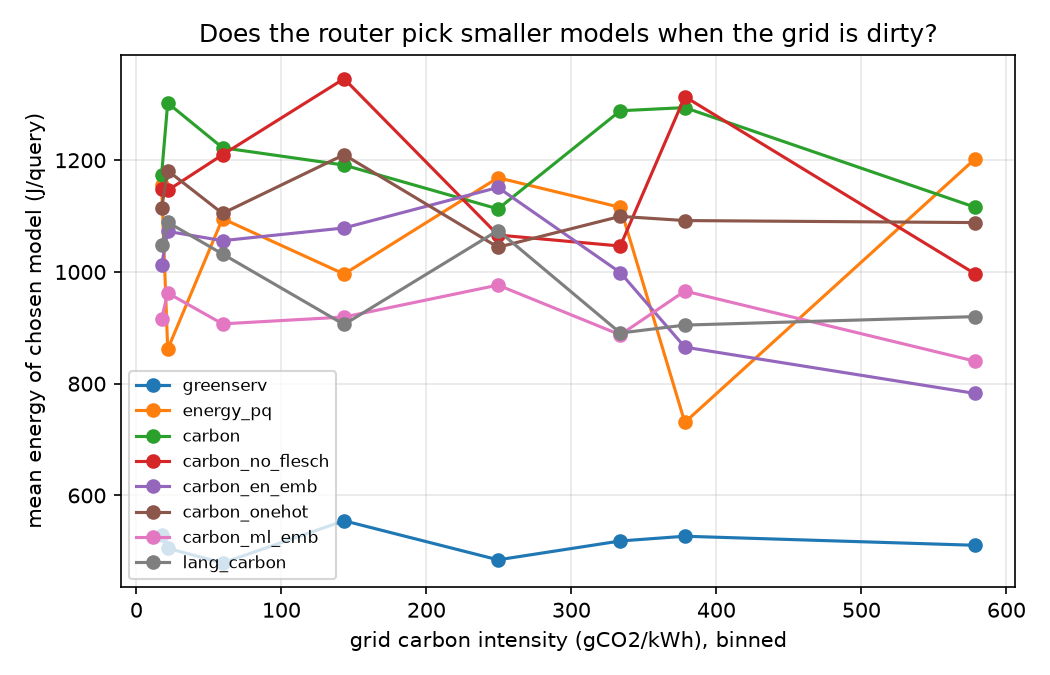 Does the router pick smaller models when the grid is dirty?
mean energy of chosen model (J/query)
1200
1000
800
600
greenserv
energy_pq
carbon
carbon_no_flesch
carbon_en_emb
carbon_onehot
carbon_ml_emb
lang_carbon
0 100 200 300 400 500 600
grid carbon intensity (gCO2/kWh), binned